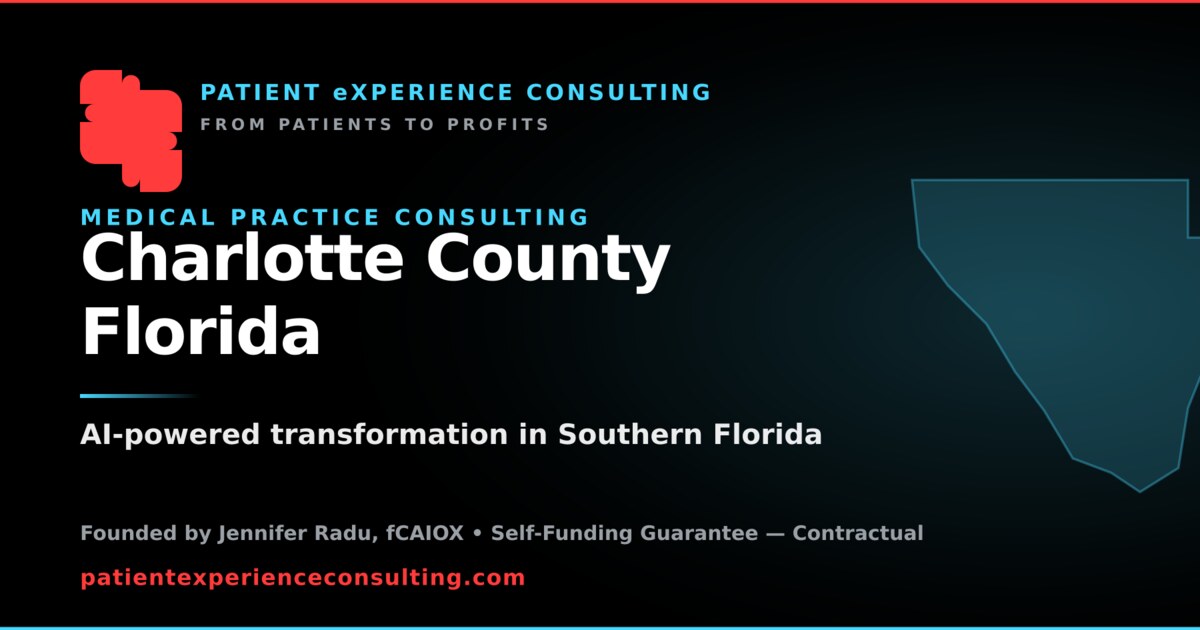 PATIENT eXPERIENCE CONSULTING
FROM PATIENTS TO PROFITS
MEDICAL PRACTICE CONSULTING
Charlotte County
Florida
AI-powered transformation in Southern Florida
Founded by Jennifer Radu, fCAIOX • Self-Funding Guarantee — Contractual
patientexperienceconsulting.com